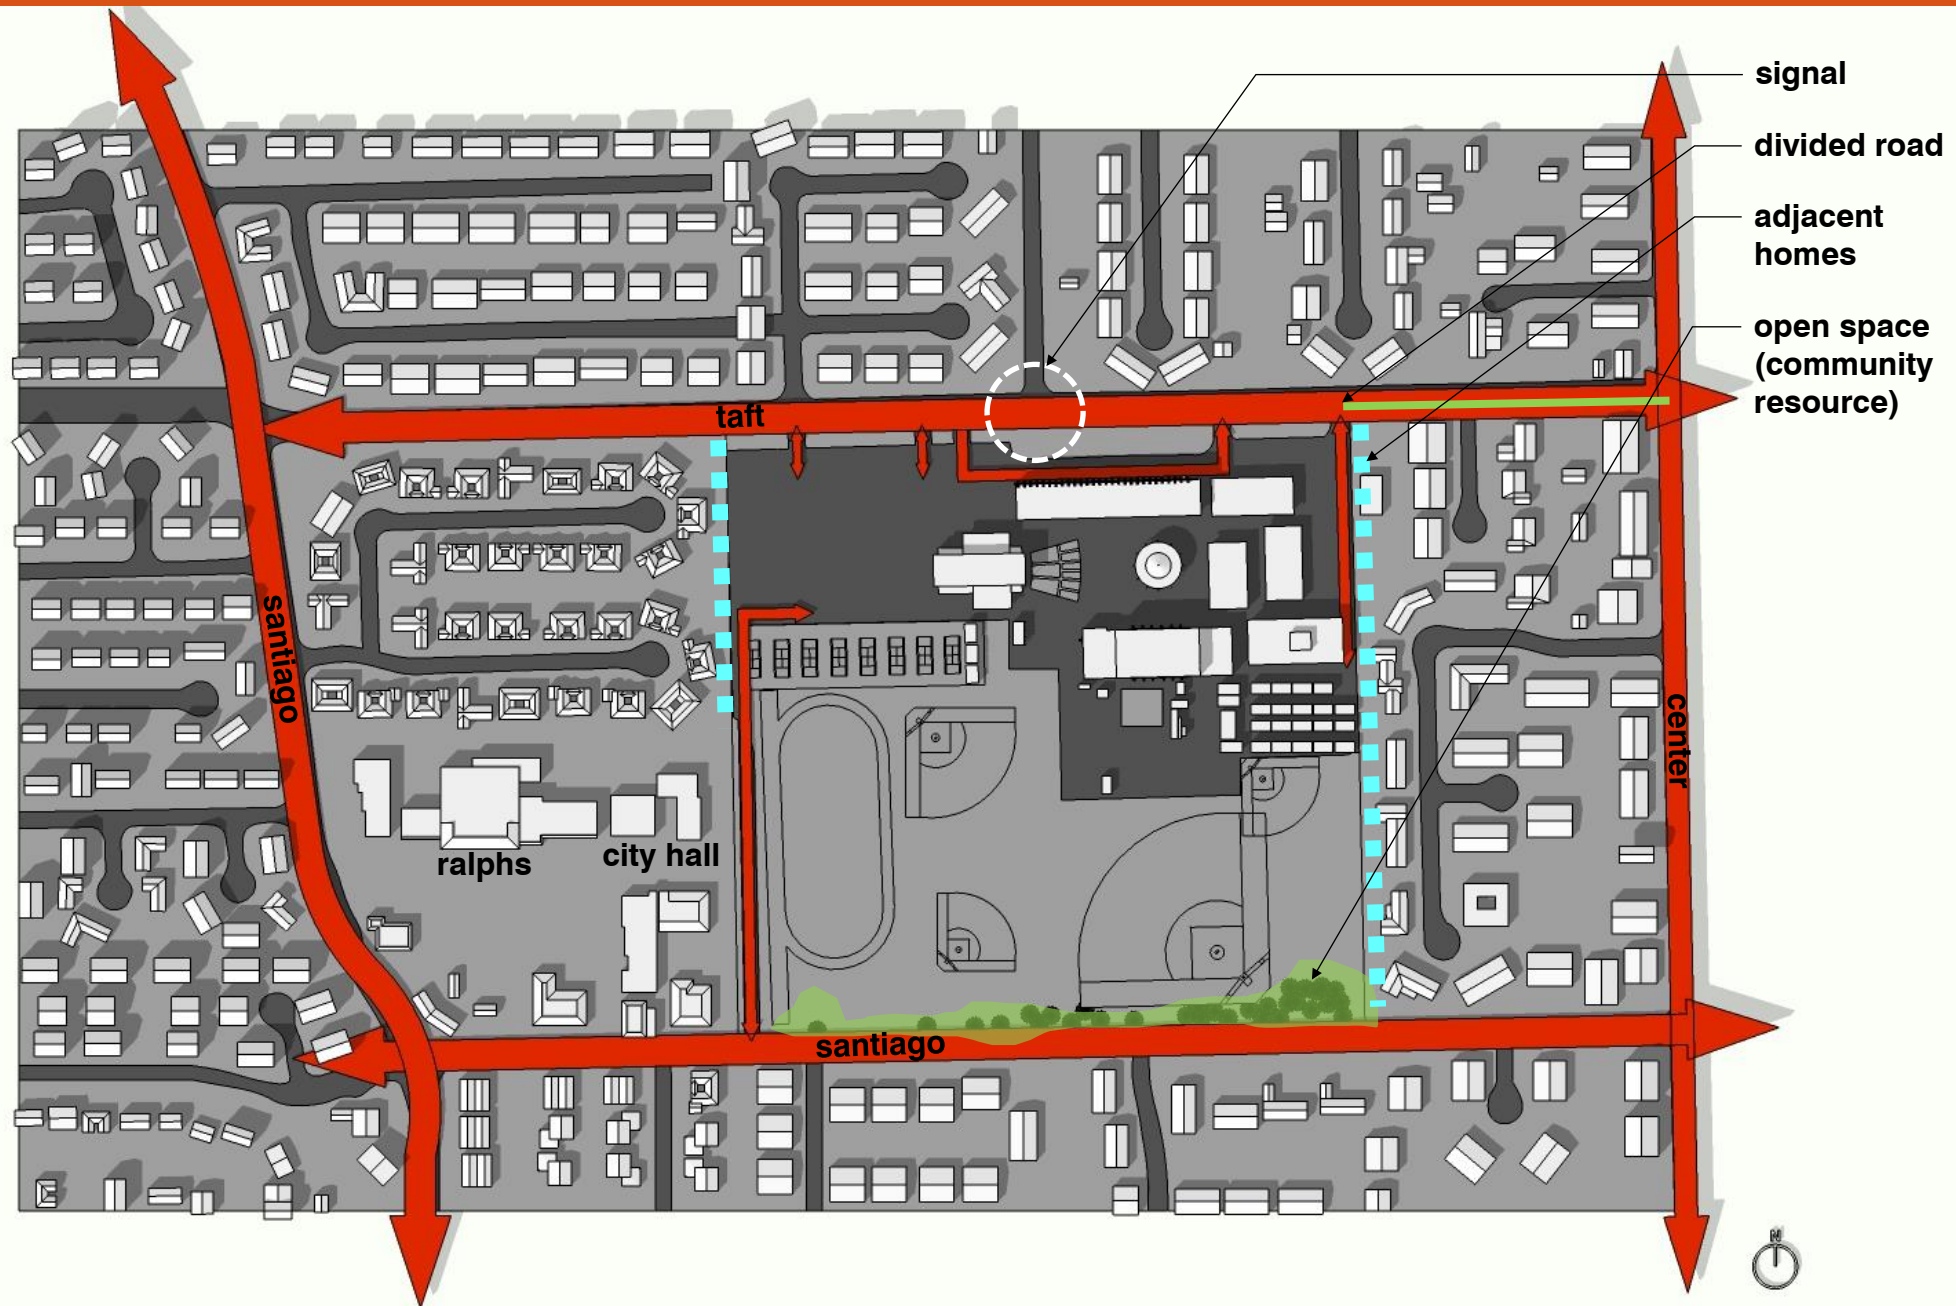 signal
divided road
adjacent
homes
open space
(community
resource)
taft
santiago
center
ralphs
city hall
santiago
N